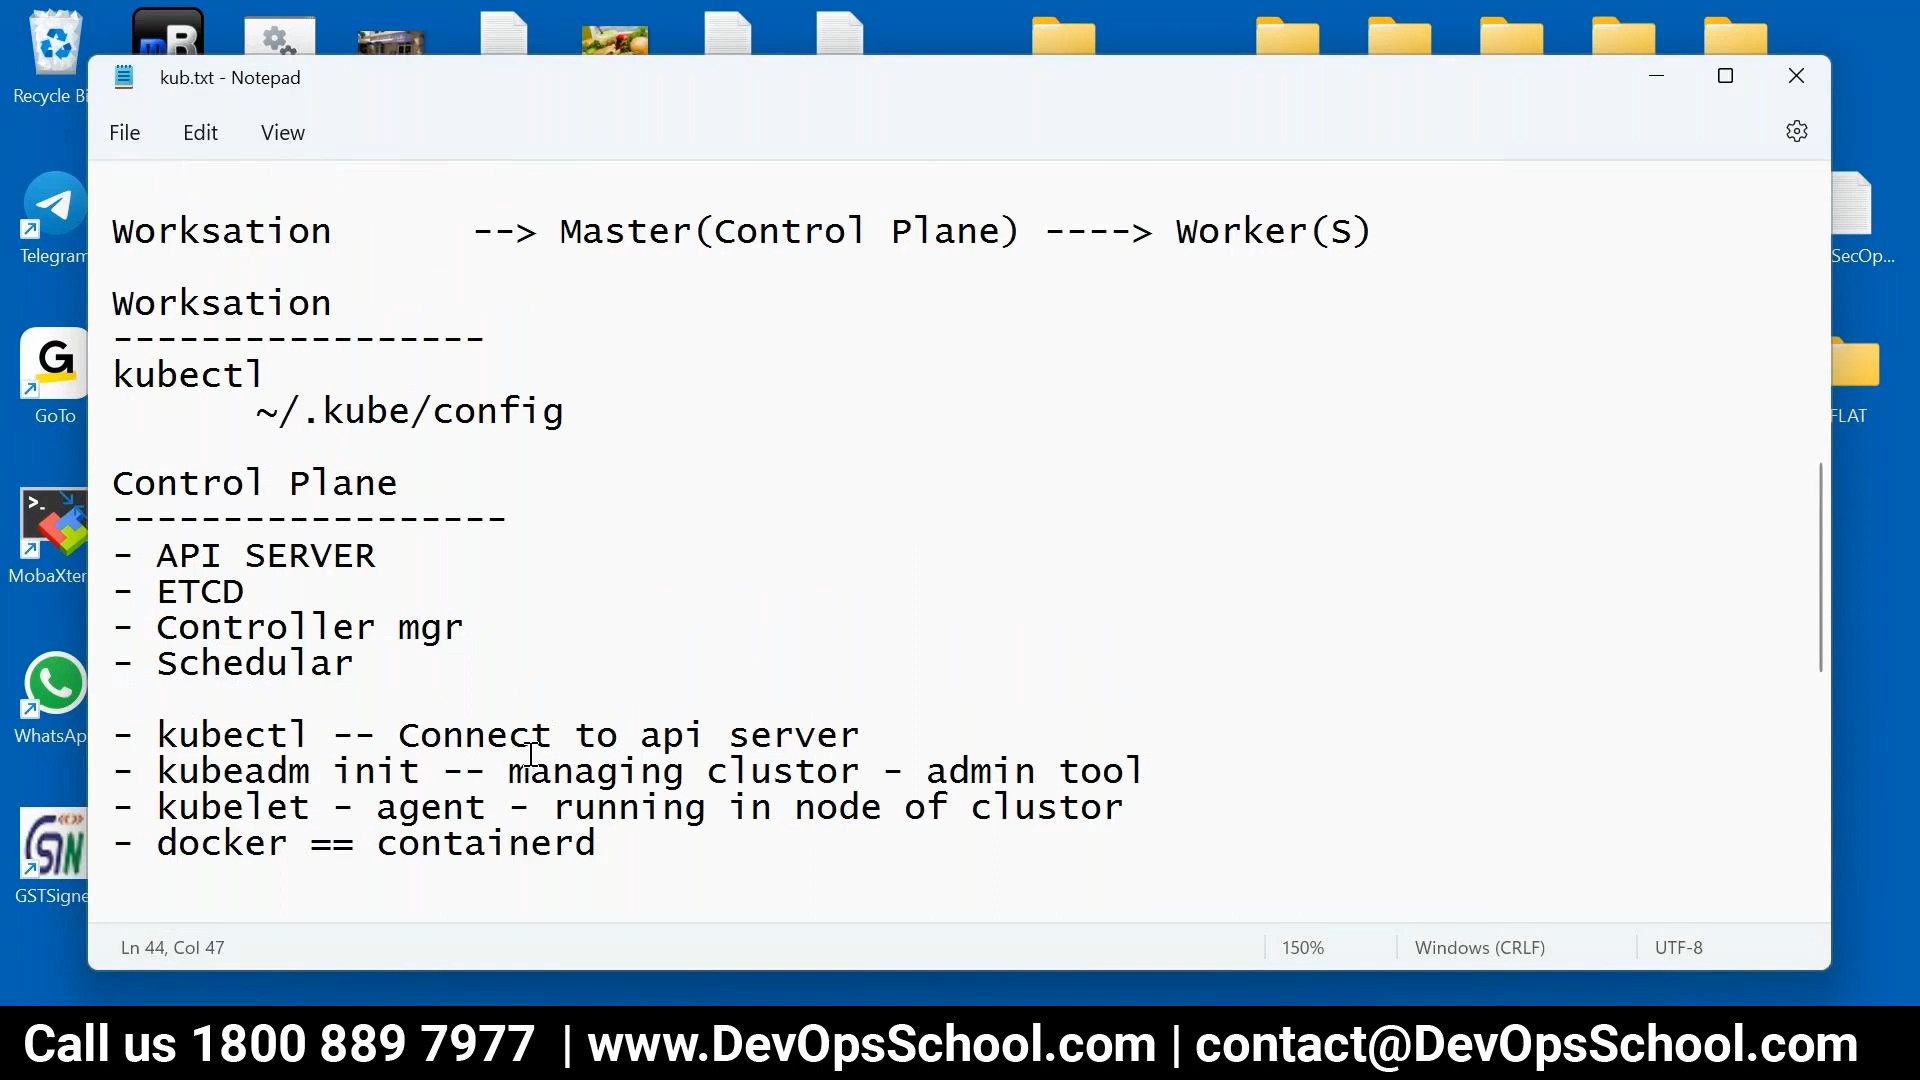 Recycle Bi
kub.txt - Notepad
File Edit View
Worksation --> Master(Control Plane) ----> Worker(S)
Worksation
-----------------
kubectl
~/.kube/config
Control Plane
------------------
- API SERVER
- ETCD
- Controller mgr
- Schedular
- kubectl -- Connect to api server
- kubeadm init -- managing clustor - admin tool
- kubelet - agent - running in node of clustor
- docker == containerd
Ln 44, Col 47 150% Windows (CRLF) UTF-8
Telegram
GoTo
MobaXter
WhatsAp
GSTSigne
SecOp...
FLAT
Call us 1800 889 7977 | www.DevOpsSchool.com | contact@DevOpsSchool.com